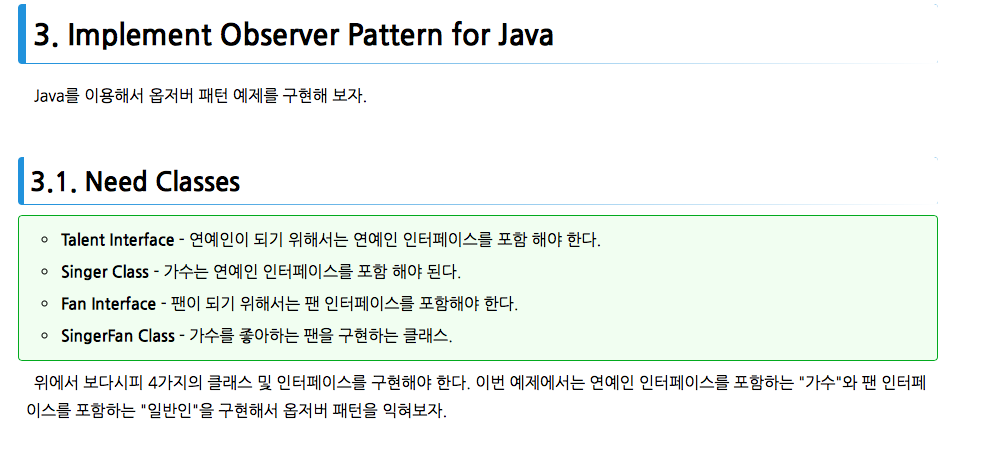 3. Implement Observer Pattern for Java
Java를 이용해서 옵저버 패턴 예제를 구현해 보자.
3.1. Need Classes
Talent Interface - 연예인이 되기 위해서는 연예인 인터페이스를 포함 해야 한다.
Singer Class - 가수는 연예인 인터페이스를 포함 해야 된다.
Fan Interface - 팬이 되기 위해서는 팬 인터페이스를 포함해야 한다.
SingerFan Class - 가수를 좋아하는 팬을 구현하는 클래스.
위에서 보다시피 4가지의 클래스 및 인터페이스를 구현해야 한다. 이번 예제에서는 연예인 인터페이스를 포함하는 "가수"와 팬 인터페
이스를 포함하는 "일반인"을 구현해서 옵저버 패턴을 익혀보자.